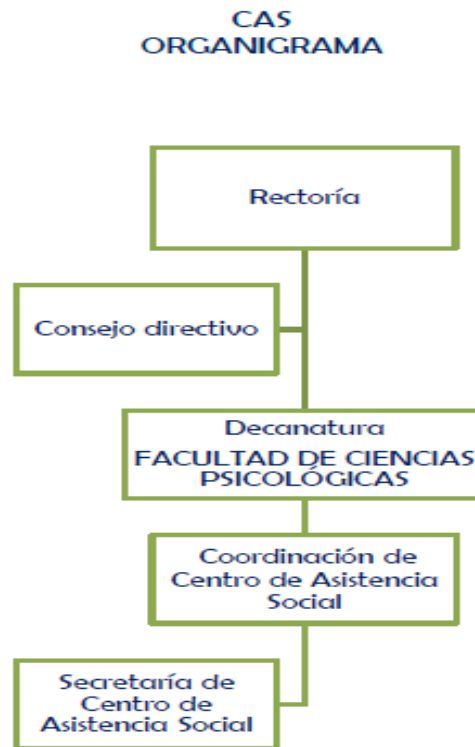 CAS
ORGANIGRAMA
Rectoría
Consejo directivo
Decanatura
FACULTAD DE CIENCIAS
PSICOLÓGICAS
Coordinación de
Centro de Asistencia
Social
Secretaría de
Centro de
Asistencia Social